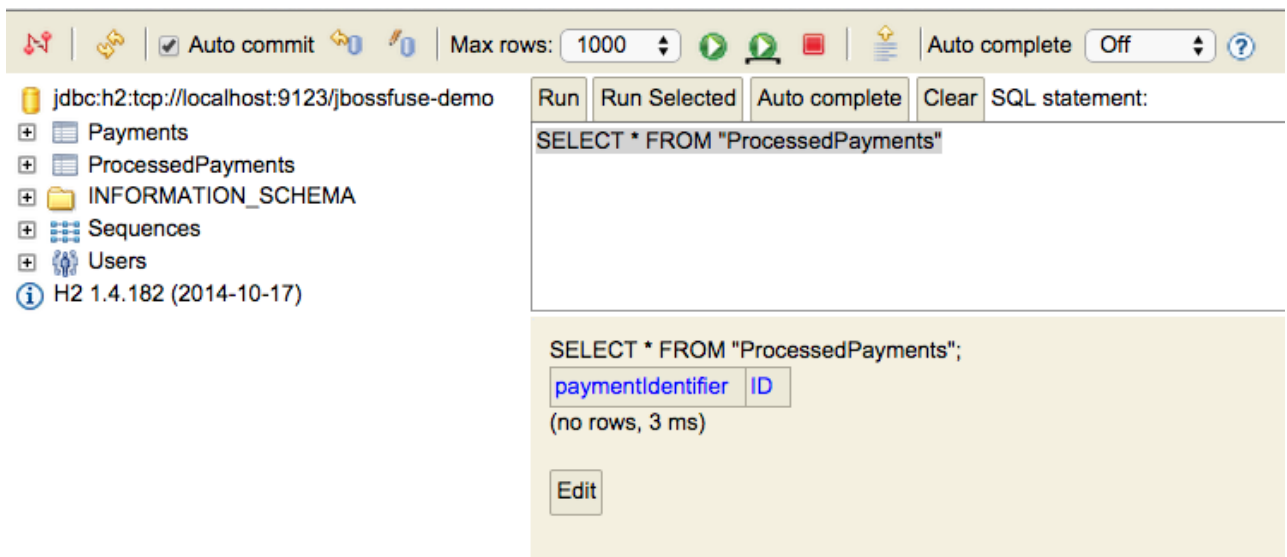 Auto commit Max rows: 1000 Auto complete Off ?
jdbc:h2:tcp://localhost:9123/jbossfuse-demo
Payments
ProcessedPayments
INFORMATION_SCHEMA
Sequences
Users
H2 1.4.182 (2014-10-17)
Run Run Selected Auto complete Clear SQL statement:
SELECT * FROM "ProcessedPayments"
SELECT * FROM "ProcessedPayments";
paymentIdentifier ID
(no rows, 3 ms)
Edit